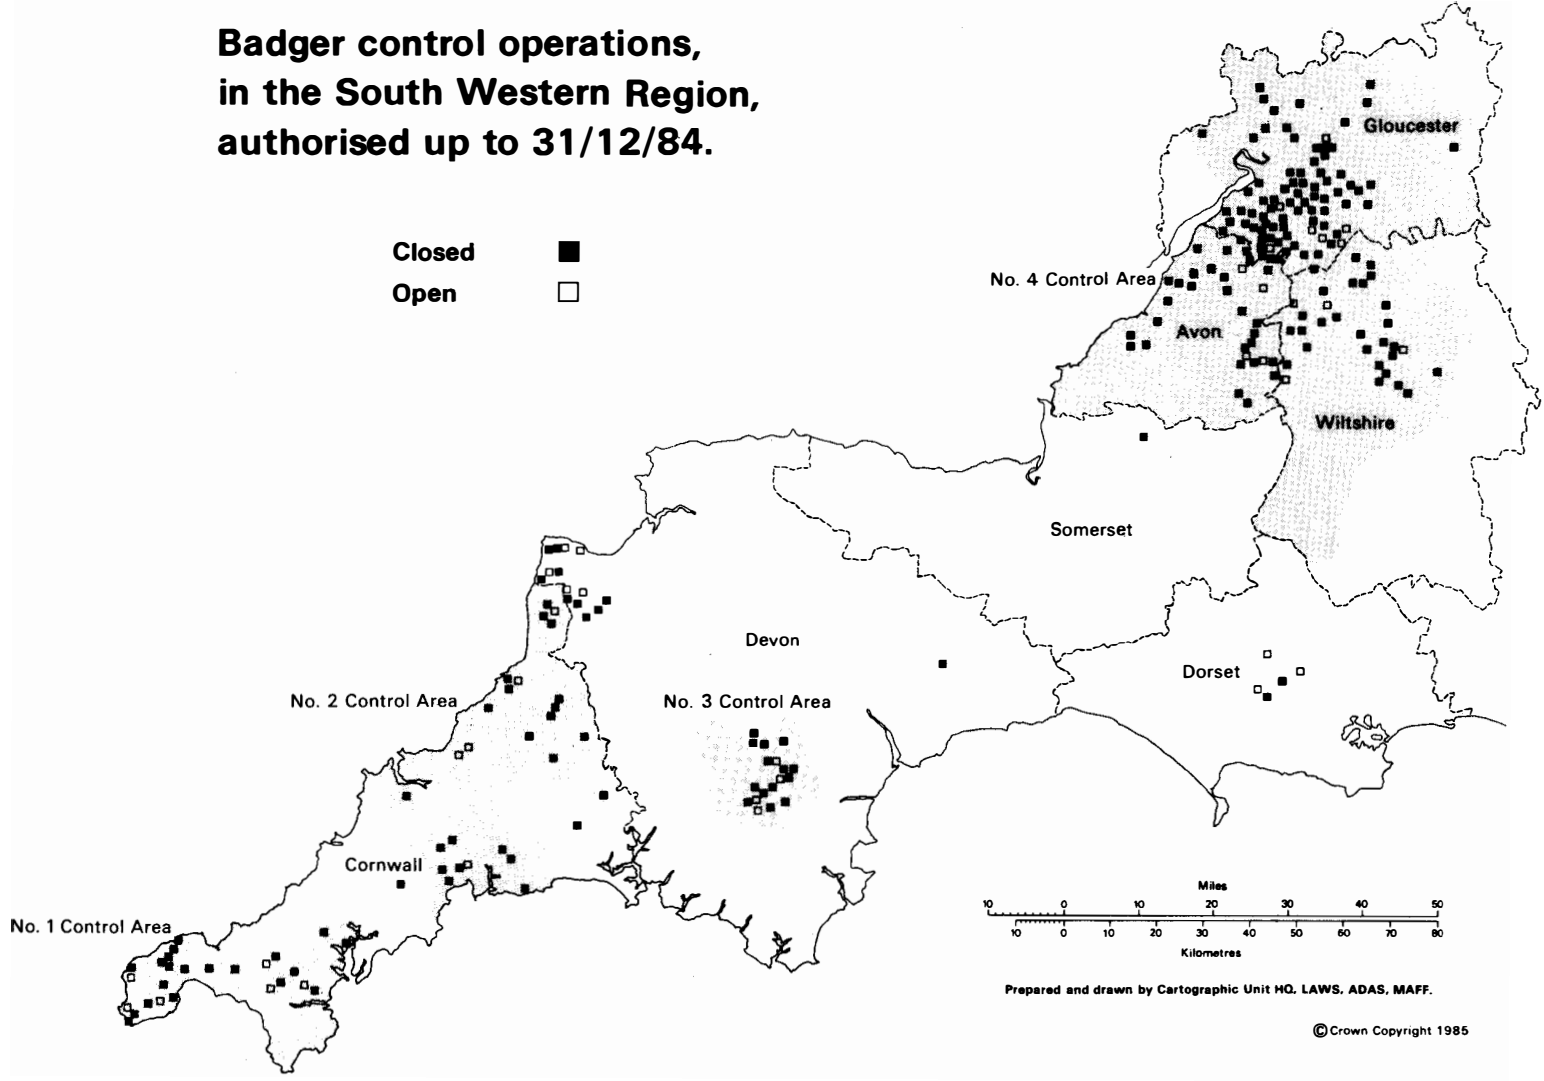 Badger control operations,
in the South Western Region,
authorised up to 31/12/84.
Closed
Open
Gloucester
No. 4 Control Area
Avon
Wiltshire
Somerset
Devon
Dorset
No. 2 Control Area
No. 3 Control Area
Cornwall
No. 1 Control Area
Miles
10 0 10 20 30 40 50
10 0 10 20 30 40 50 60 70 80
Kilometres
Prepared and drawn by Cartographic Unit HQ, LAWS, ADAS, MAFF.
© Crown Copyright 1985